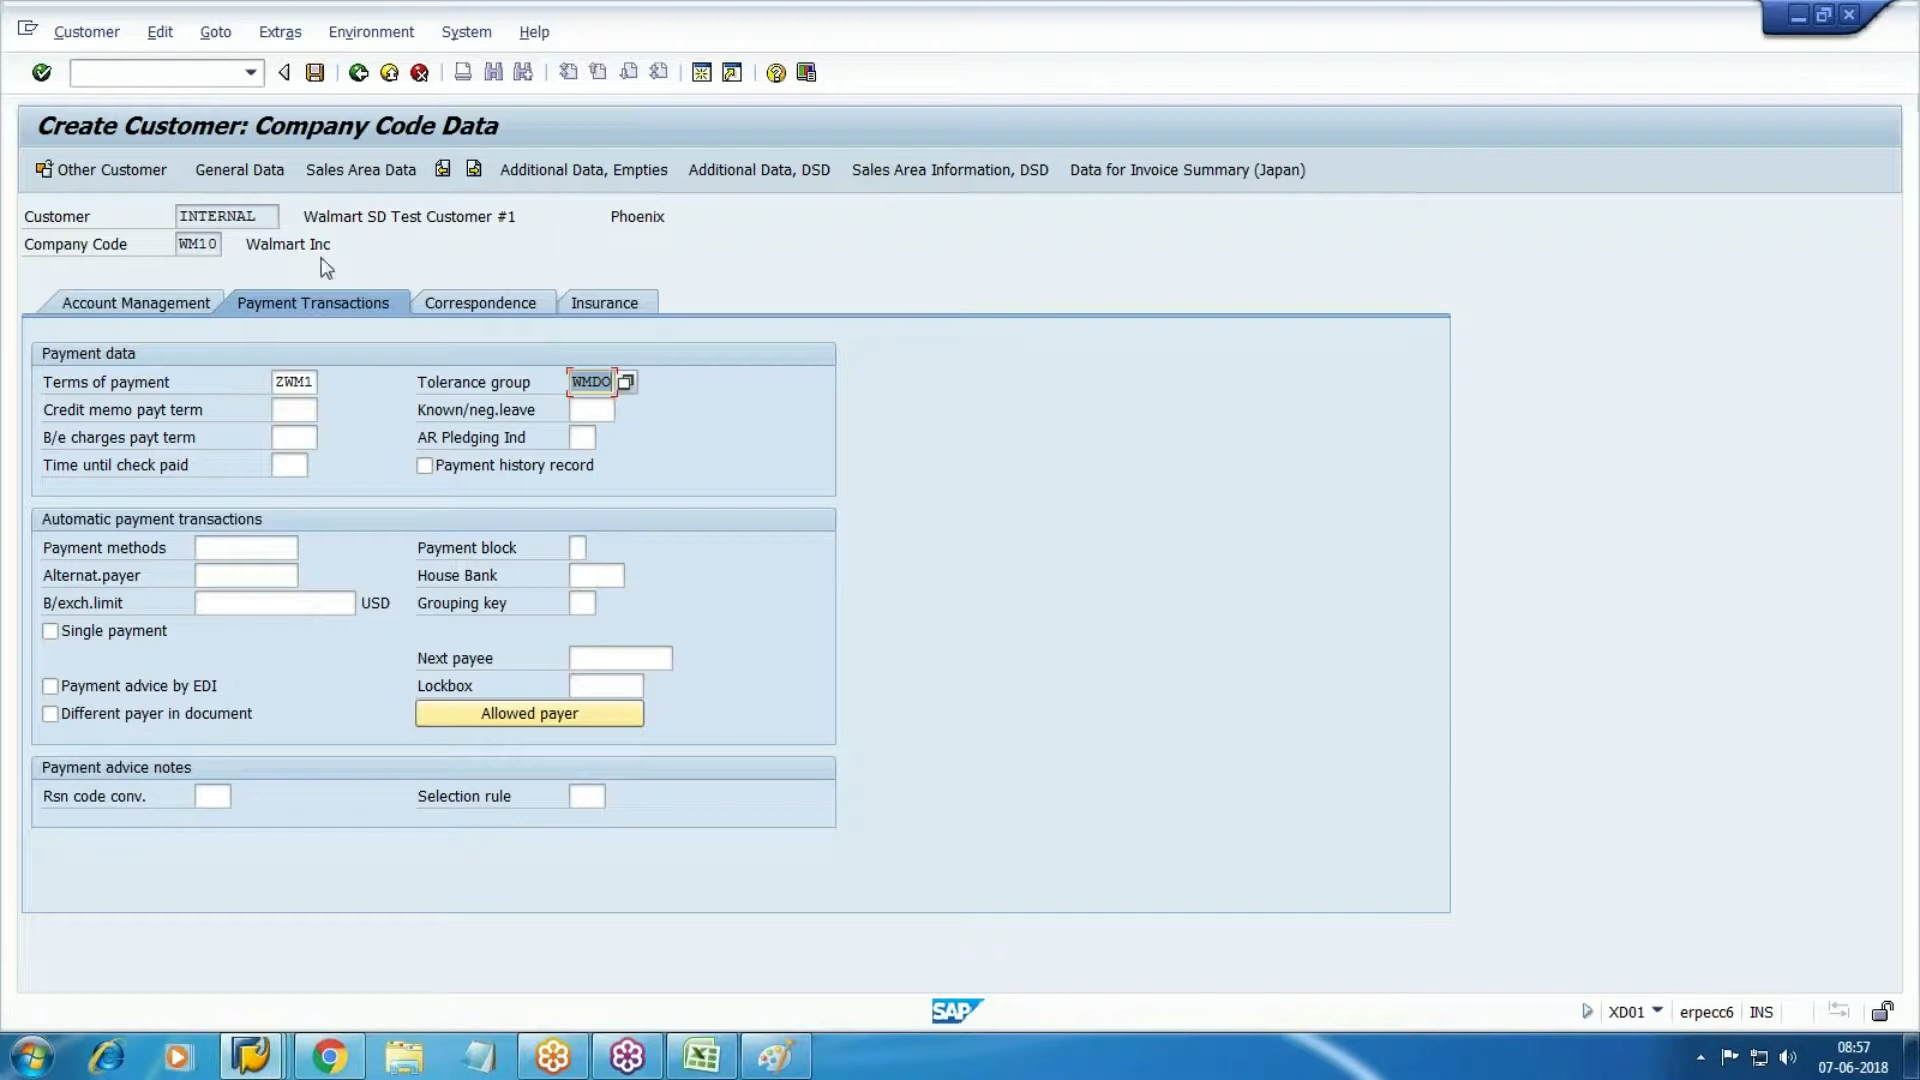 Customer Edit Goto Extras Environment System Help
Create Customer: Company Code Data
Other Customer General Data Sales Area Data Additional Data, Empties Additional Data, DSD Sales Area Information, DSD Data for Invoice Summary (Japan)
Customer INTERNAL Walmart SD Test Customer #1 Phoenix
Company Code WM10 Walmart Inc
Account Management Payment Transactions Correspondence Insurance
Payment data
Terms of payment ZWM1 Tolerance group WMDO
Credit memo payt term Known/neg.leave
B/e charges payt term AR Pledging Ind
Time until check paid Payment history record
Automatic payment transactions
Payment methods Payment block
Alternat.payer House Bank
B/exch.limit USD Grouping key
Single payment
Next payee
Payment advice by EDI Lockbox
Different payer in document Allowed payer
Payment advice notes
Rsn code conv. Selection rule
SAP XD01 erpecc6 INS
08:57
07-06-2018